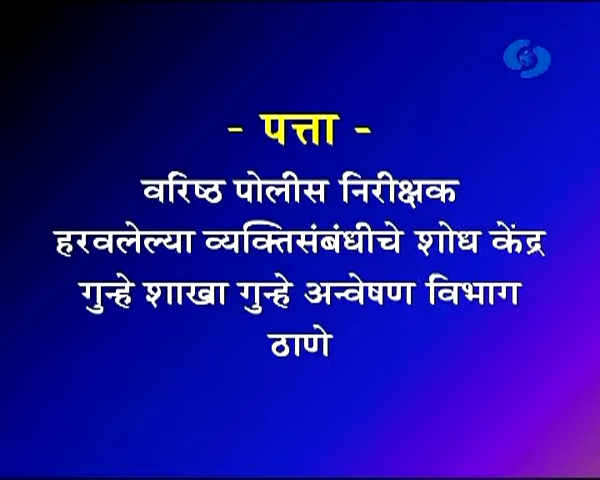 - पत्ता -
वरिष्ठ पोलीस निरीक्षक
हरवलेल्या व्यक्तिसंबंधीचे शोध केंद्र
गुन्हे शाखा गुन्हे अन्वेषण विभाग
ठाणे